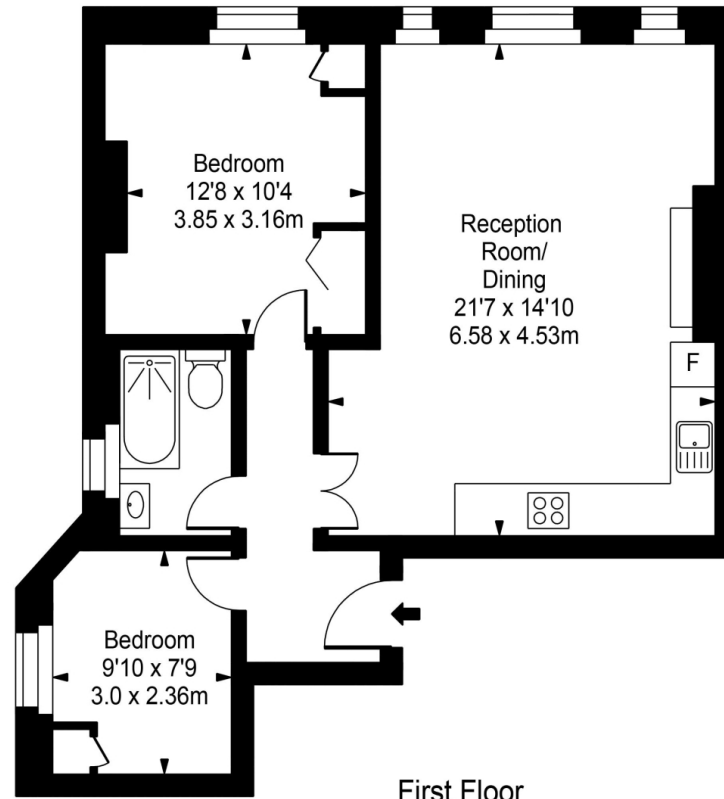 Bedroom
12'8 x 10'4
3.85 x 3.16m
Reception
Room/
Dining
21'7 x 14'10
6.58 x 4.53m
F
Bedroom
9'10 x 7'9
3.0 x 2.36m
First Floor